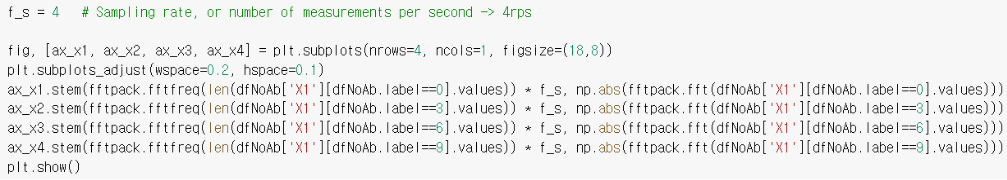 f_s = 4   # Sampling rate, or number of measurements per second -> 4rps
fig, [ax_x1, ax_x2, ax_x3, ax_x4] = plt.subplots(nrows=4, ncols=1, figsize=(18,8))
plt.subplots_adjust(wspace=0.2, hspace=0.1)
ax_x1.stem(fftpack.fftfreq(len(dfNoAb['X1'][dfNoAb.label==0].values)) * f_s, np.abs(fftpack.fft(dfNoAb['X1'][dfNoAb.label==0].values)))
ax_x2.stem(fftpack.fftfreq(len(dfNoAb['X1'][dfNoAb.label==3].values)) * f_s, np.abs(fftpack.fft(dfNoAb['X1'][dfNoAb.label==3].values)))
ax_x3.stem(fftpack.fftfreq(len(dfNoAb['X1'][dfNoAb.label==6].values)) * f_s, np.abs(fftpack.fft(dfNoAb['X1'][dfNoAb.label==6].values)))
ax_x4.stem(fftpack.fftfreq(len(dfNoAb['X1'][dfNoAb.label==9].values)) * f_s, np.abs(fftpack.fft(dfNoAb['X1'][dfNoAb.label==9].values)))
plt.show()